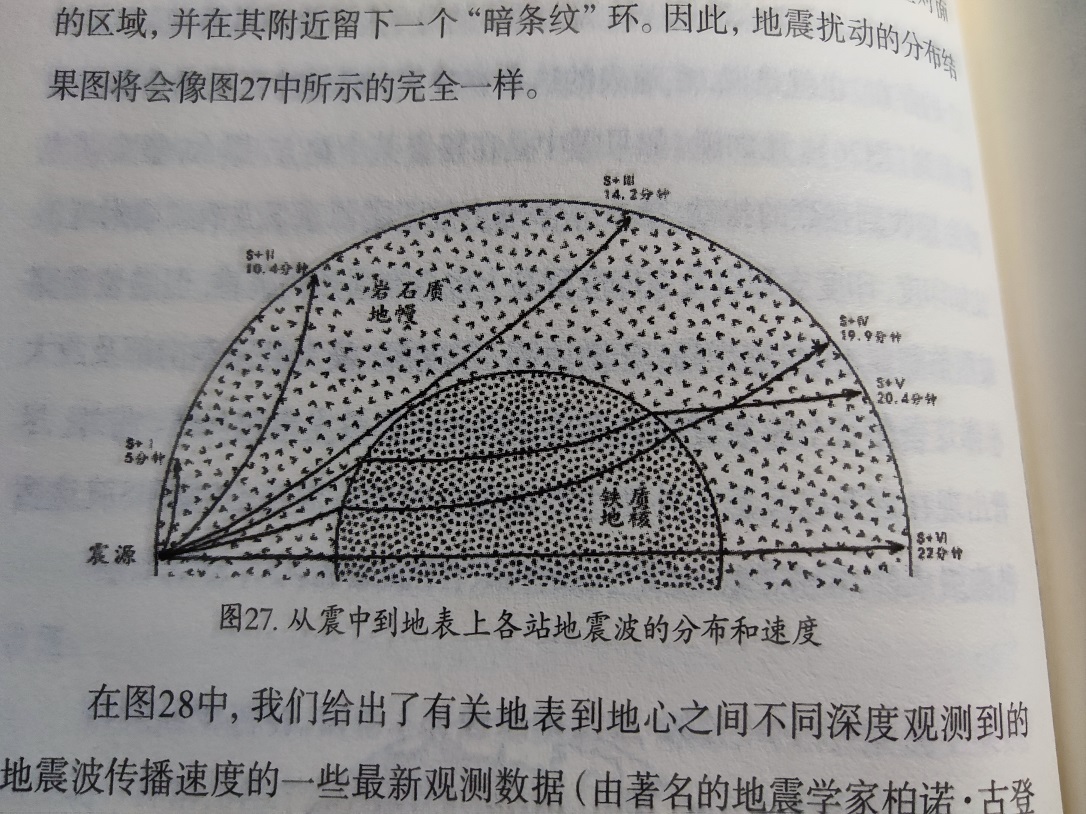 的区域，并在其附近留下一个“暗条纹”环。因此，地震扰动的分布结
果图将会像图27中所示的完全一样。
S+III
14.2分钟
S+II
10.4分钟
岩石质
地幔
S+IV
19.9分钟
S+V
20.4分钟
S+I
5分钟
铁质
地核
震源
S+VI
22分钟
图27. 从震中到地表上各站地震波的分布和速度
在图28中，我们给出了有关地表到地心之间不同深度观测到的
地震波传播速度的一些最新观测数据（由著名的地震学家柏诺·古登